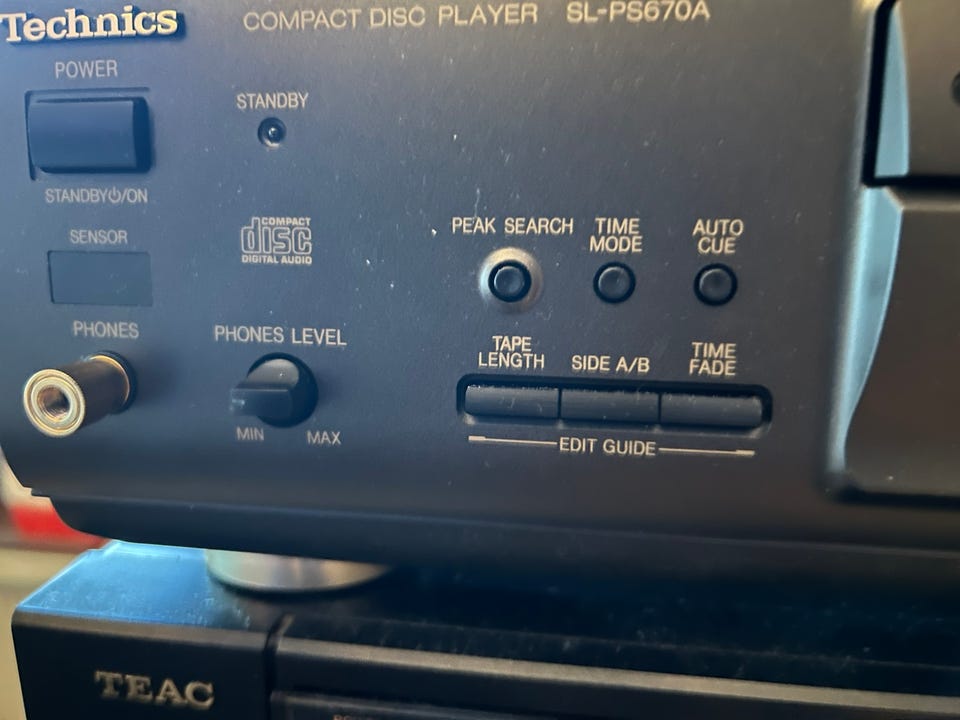 Technics
COMPACT DISC PLAYER SL-PS670A
POWER
STANDBY
STANDBY⏻/ON
SENSOR
COMPACT
disc
DIGITAL AUDIO
PEAK SEARCH
TIME
MODE
AUTO
CUE
PHONES
PHONES LEVEL
MIN
MAX
TAPE
LENGTH
SIDE A/B
TIME
FADE
EDIT GUIDE
TEAC